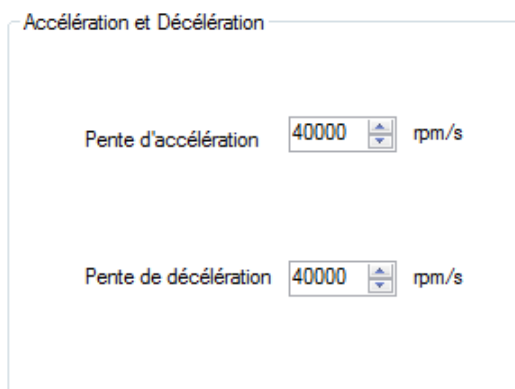 Accélération et Décélération
Pente d'accélération 40000 rpm/s
Pente de décélération 40000 rpm/s